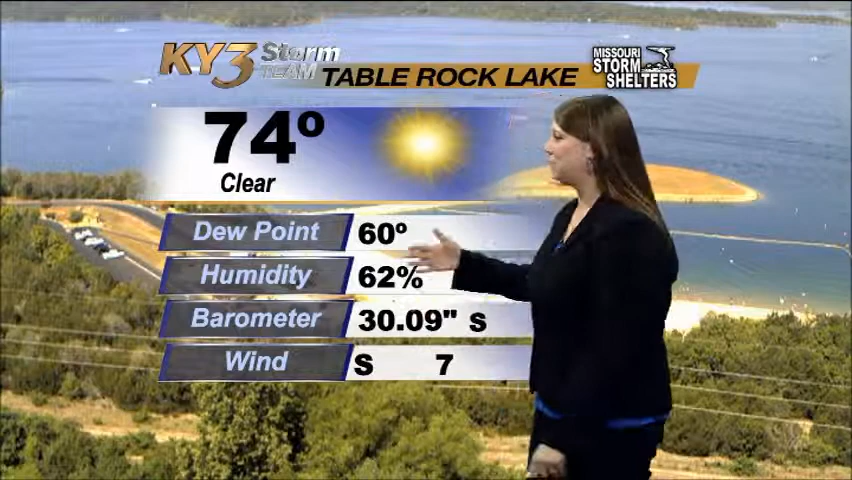 KY3 Storm TEAM
TABLE ROCK LAKE
MISSOURI STORM SHELTERS
74º
Clear
Dew Point 60º
Humidity 62%
Barometer 30.09" S
Wind S 7